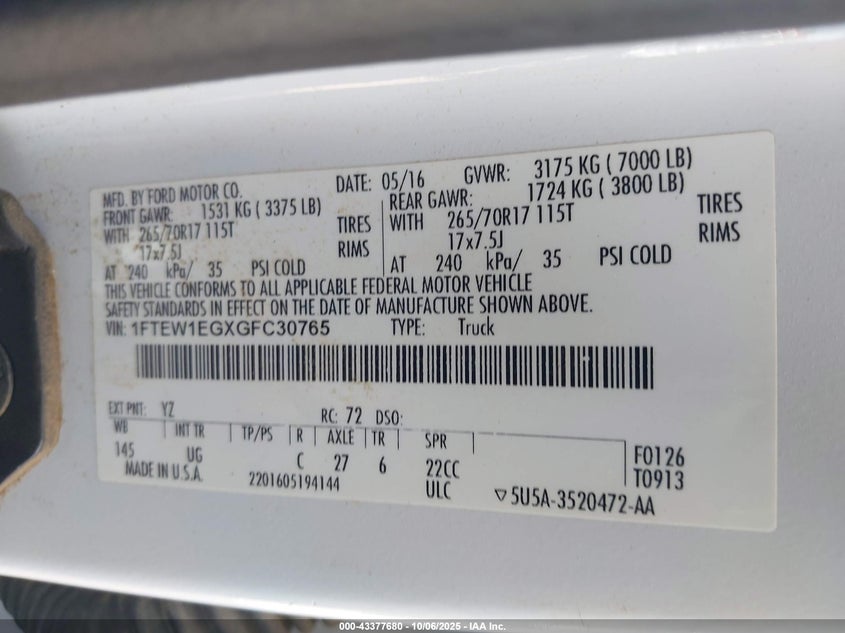 MFD. BY FORD MOTOR CO. DATE: 05/16 GVWR: 3175 KG ( 7000 LB)
FRONT GAWR: 1531 KG ( 3375 LB) REAR GAWR: 1724 KG ( 3800 LB)
WITH 265/70R17 115T TIRES WITH 265/70R17 115T TIRES
17x7.5J RIMS 17x7.5J RIMS
AT 240 kPa/ 35 PSI COLD AT 240 kPa/ 35 PSI COLD
THIS VEHICLE CONFORMS TO ALL APPLICABLE FEDERAL MOTOR VEHICLE
SAFETY STANDARDS IN EFFECT ON THE DATE OF MANUFACTURE SHOWN ABOVE.
VIN: 1FTEW1EGXGFC30765 TYPE: Truck
EXT PNT: YZ RC: 72 DSO:
WB INT TR TP/PS R AXLE TR SPR
145 UG C 27 6 22CC F0126
MADE IN U.S.A. 2201605194144 ULC ▽5U5A-3520472-AA T0913
000-43377680 - 10/06/2025 - IAA Inc.